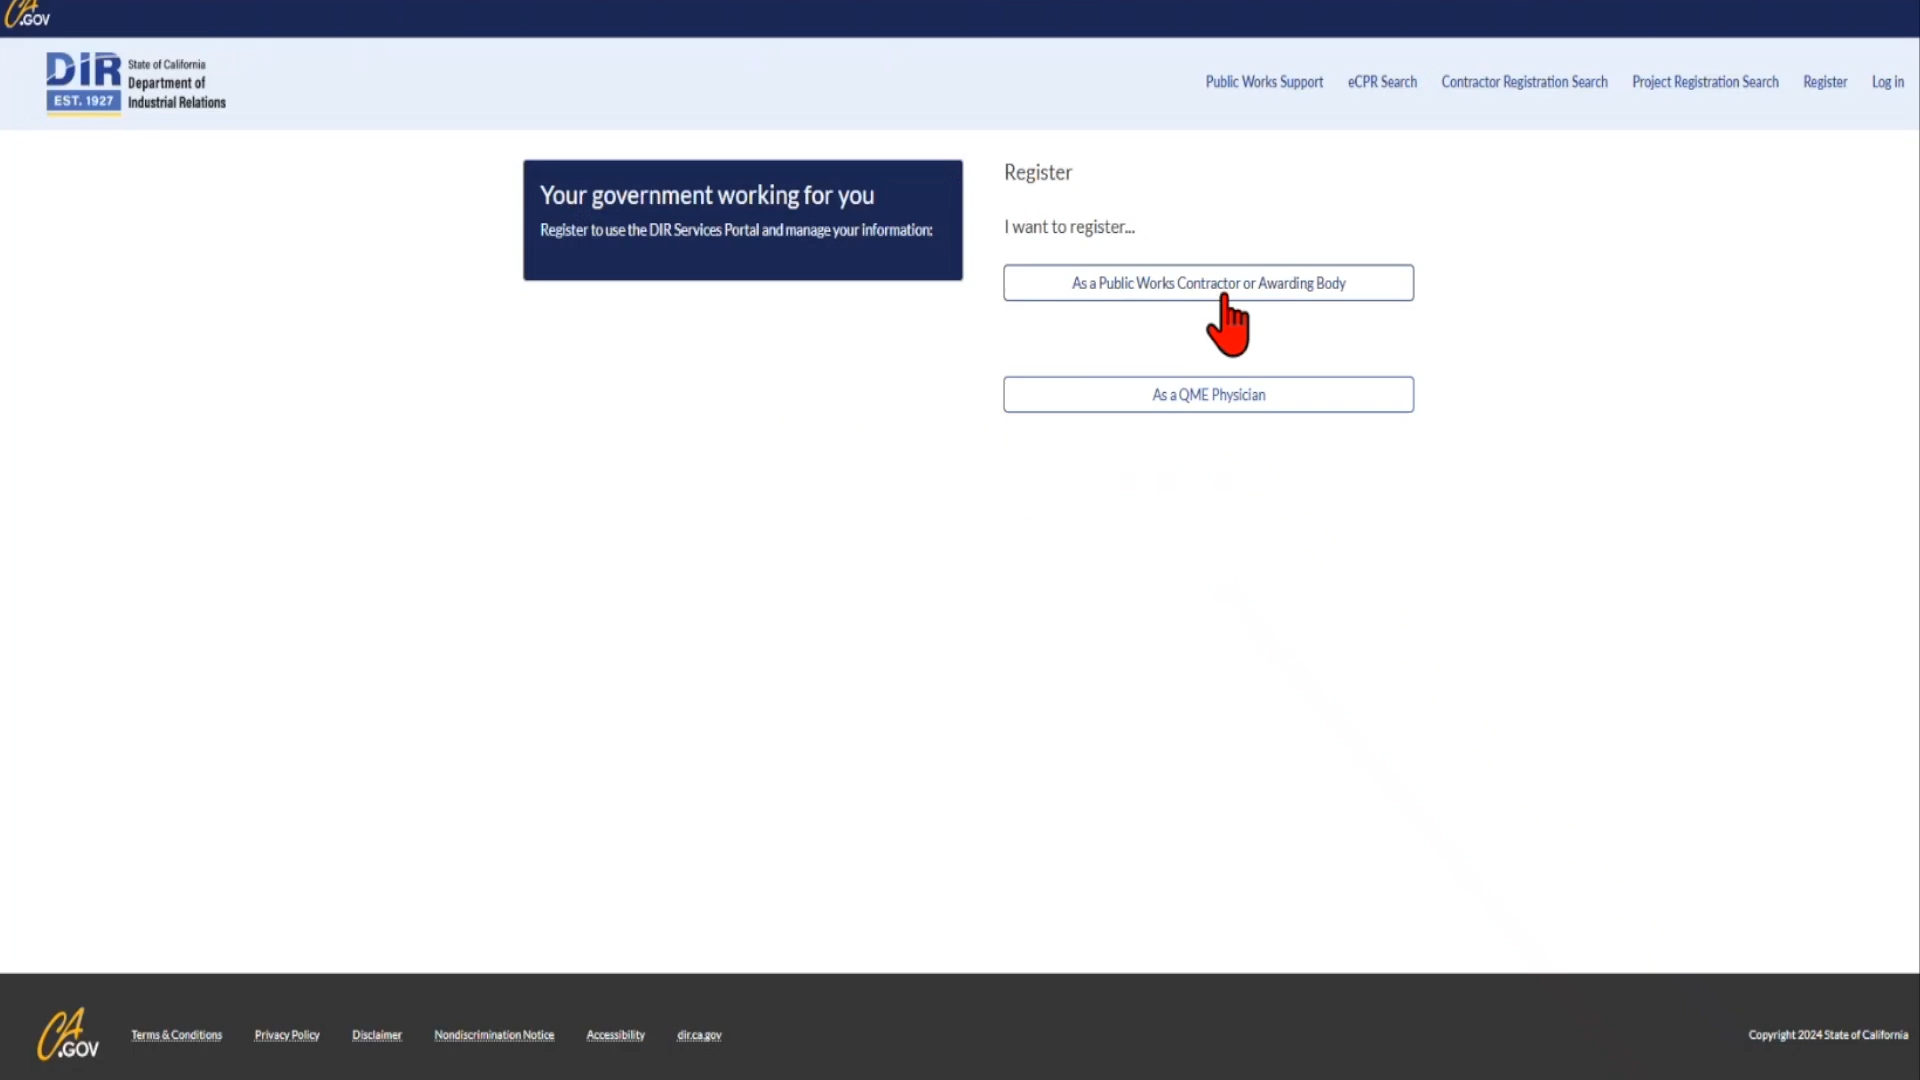 CA.GOV
DIR
EST. 1927
State of California
Department of
Industrial Relations
Public Works Support
eCPR Search
Contractor Registration Search
Project Registration Search
Register
Log in
Your government working for you
Register to use the DIR Services Portal and manage your information:
Register
I want to register...
As a Public Works Contractor or Awarding Body
As a QME Physician
CA.GOV
Terms & Conditions
Privacy Policy
Disclaimer
Nondiscrimination Notice
Accessibility
dir.ca.gov
Copyright 2024 State of California